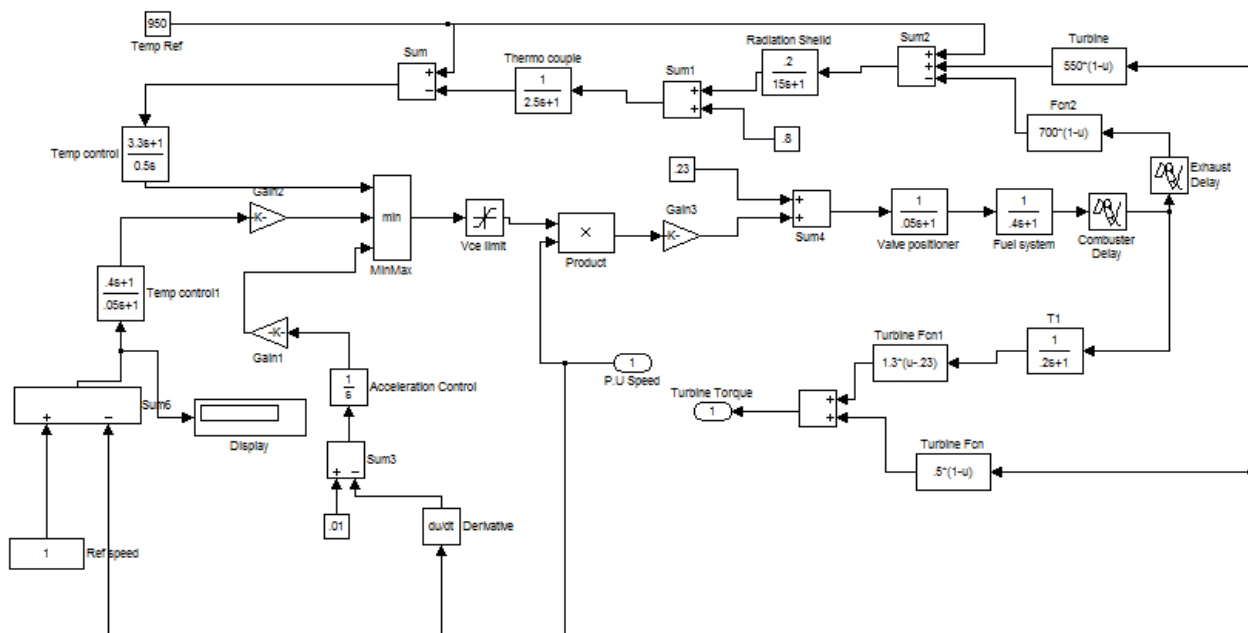 950
Temp Ref
Sum
+
−
Thermo couple
1
2.5s+1
Sum1
+
+
Radiation Shelld
.2
15s+1
Sum2
+
+
−
Turbine
550*(1-u)
Fcn2
700*(1-u)
.8
Exhaust
Delay
3.3s+1
0.5s
Temp control
Gain2
-K-
min
MinMax
Vce limit
×
Product
.23
Gain3
-K-
+
+
Sum4
1
.05s+1
Valve positioner
1
.4s+1
Fuel system
Combuster
Delay
.4s+1
.05s+1
Temp control1
-K-
Gain1
1
s
Acceleration Control
1
P.U Speed
Turbine Fcn1
1.3*(u-.23)
T1
1
.2s+1
+
−
Sum6
Display
Turbine Torque
1
+
+
Turbine Fcn
.5*(1-u)
+
−
Sum3
.01
du/dt
Derivative
1
Ref speed